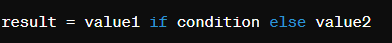 result = value1 if condition else value2